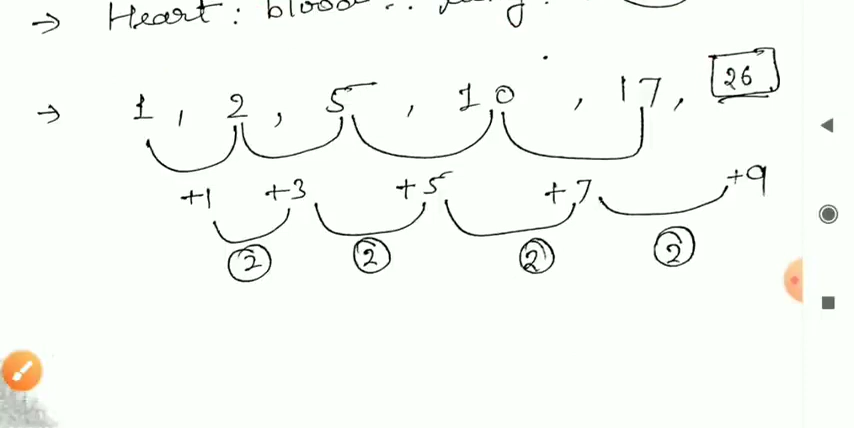 → Heart : blood ::
→ 1, 2, 5, 10, 17, 26
+1 +3 +5 +7 +9
2 2 2 2